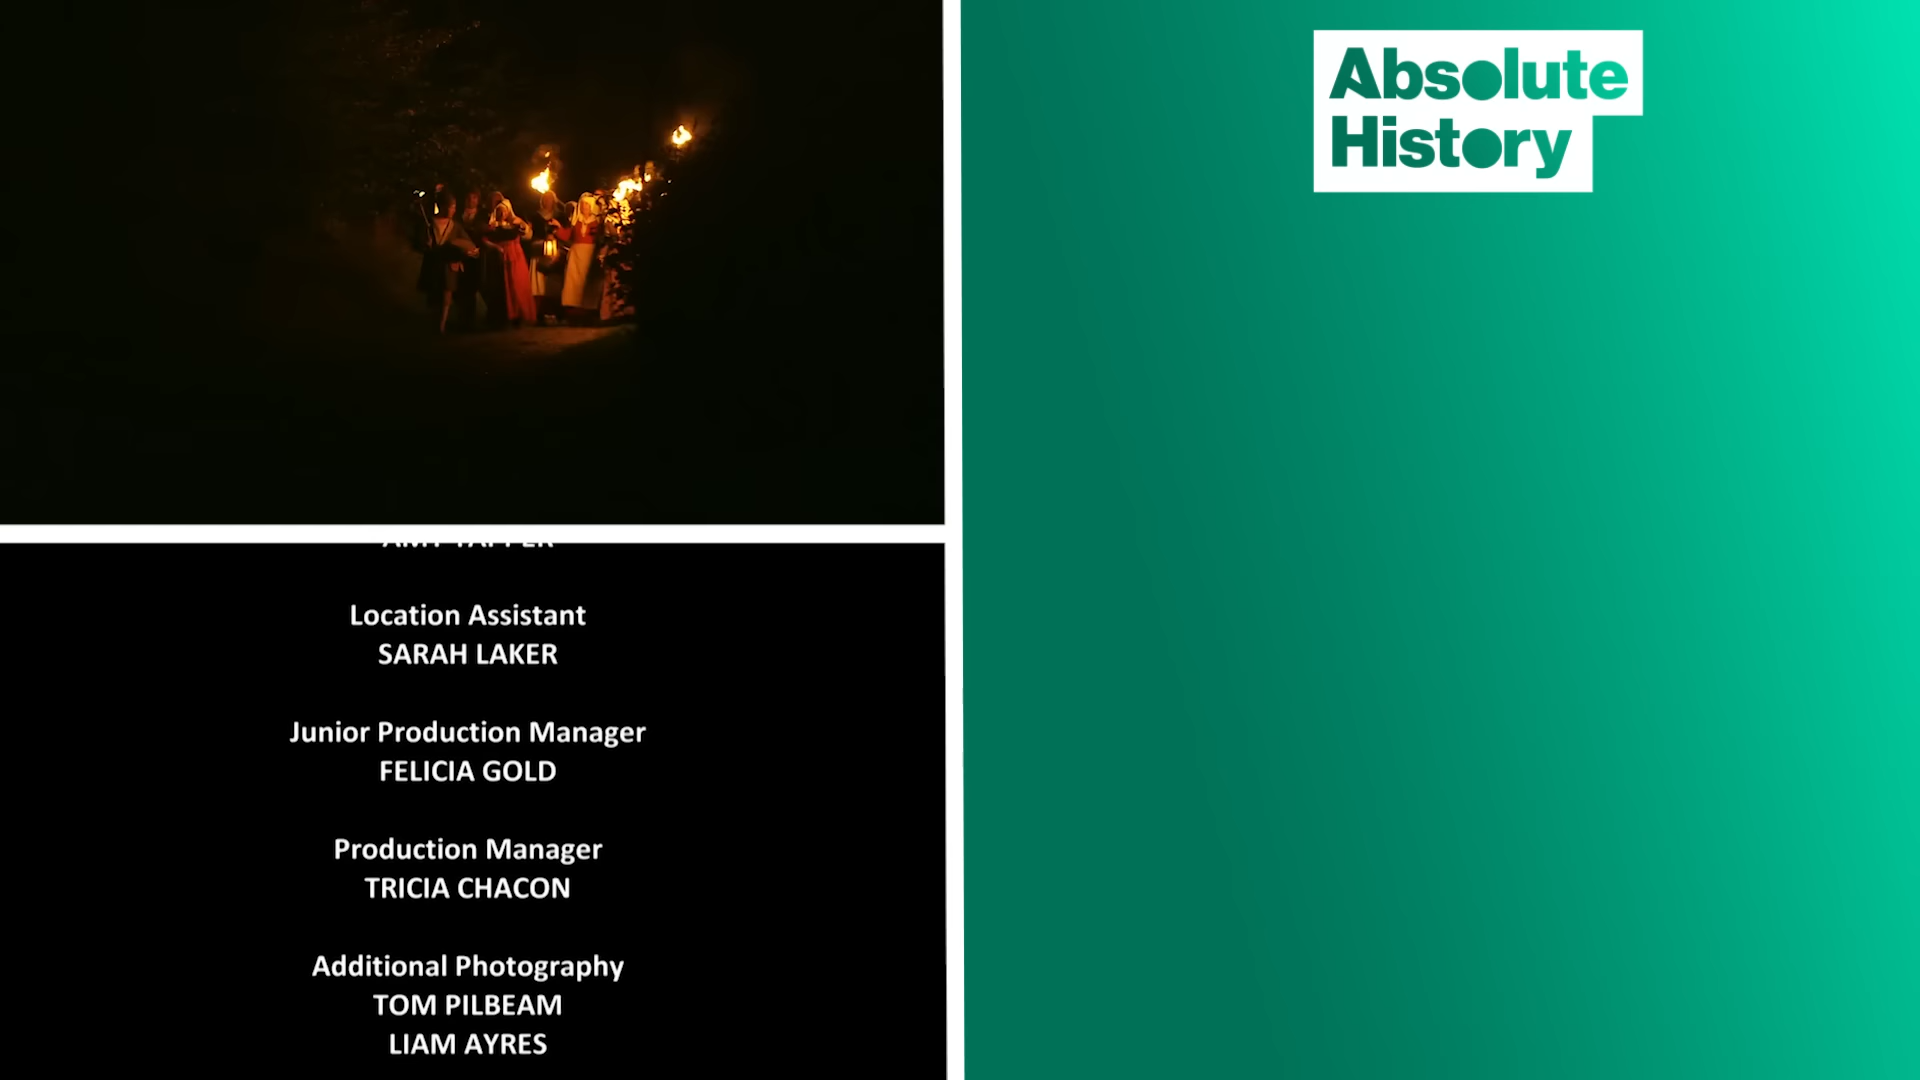 Absolute
History
Location Assistant
SARAH LAKER
Junior Production Manager
FELICIA GOLD
Production Manager
TRICIA CHACON
Additional Photography
TOM PILBEAM
LIAM AYRES